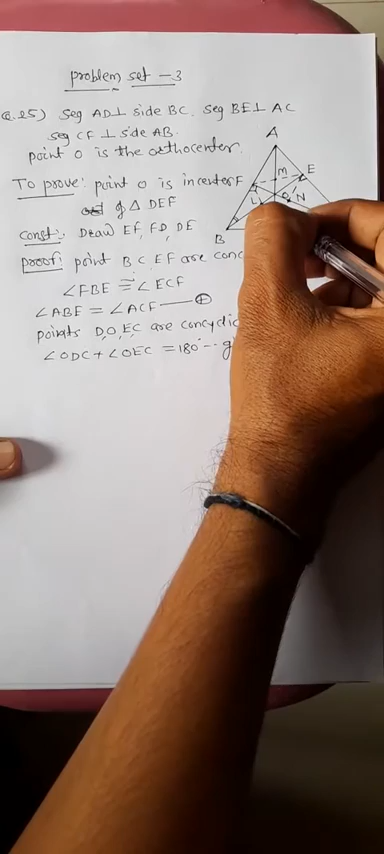 problem set -3
Q.25) seg AD⊥ side BC. seg BE⊥ AC
seg CF ⊥ side AB.
point O is the orthocenter.
A
To prove: point O is incenter
of Δ DEF
F
M
E
L
O
N
B
Const:. Draw EF, FD, DE
proof: point B C, EF are conc
∠FBE ≅ ∠ECF
∠ABE = ∠ACF
points D,O,EC are concyclic
∠ODC + ∠OEC = 180°--g